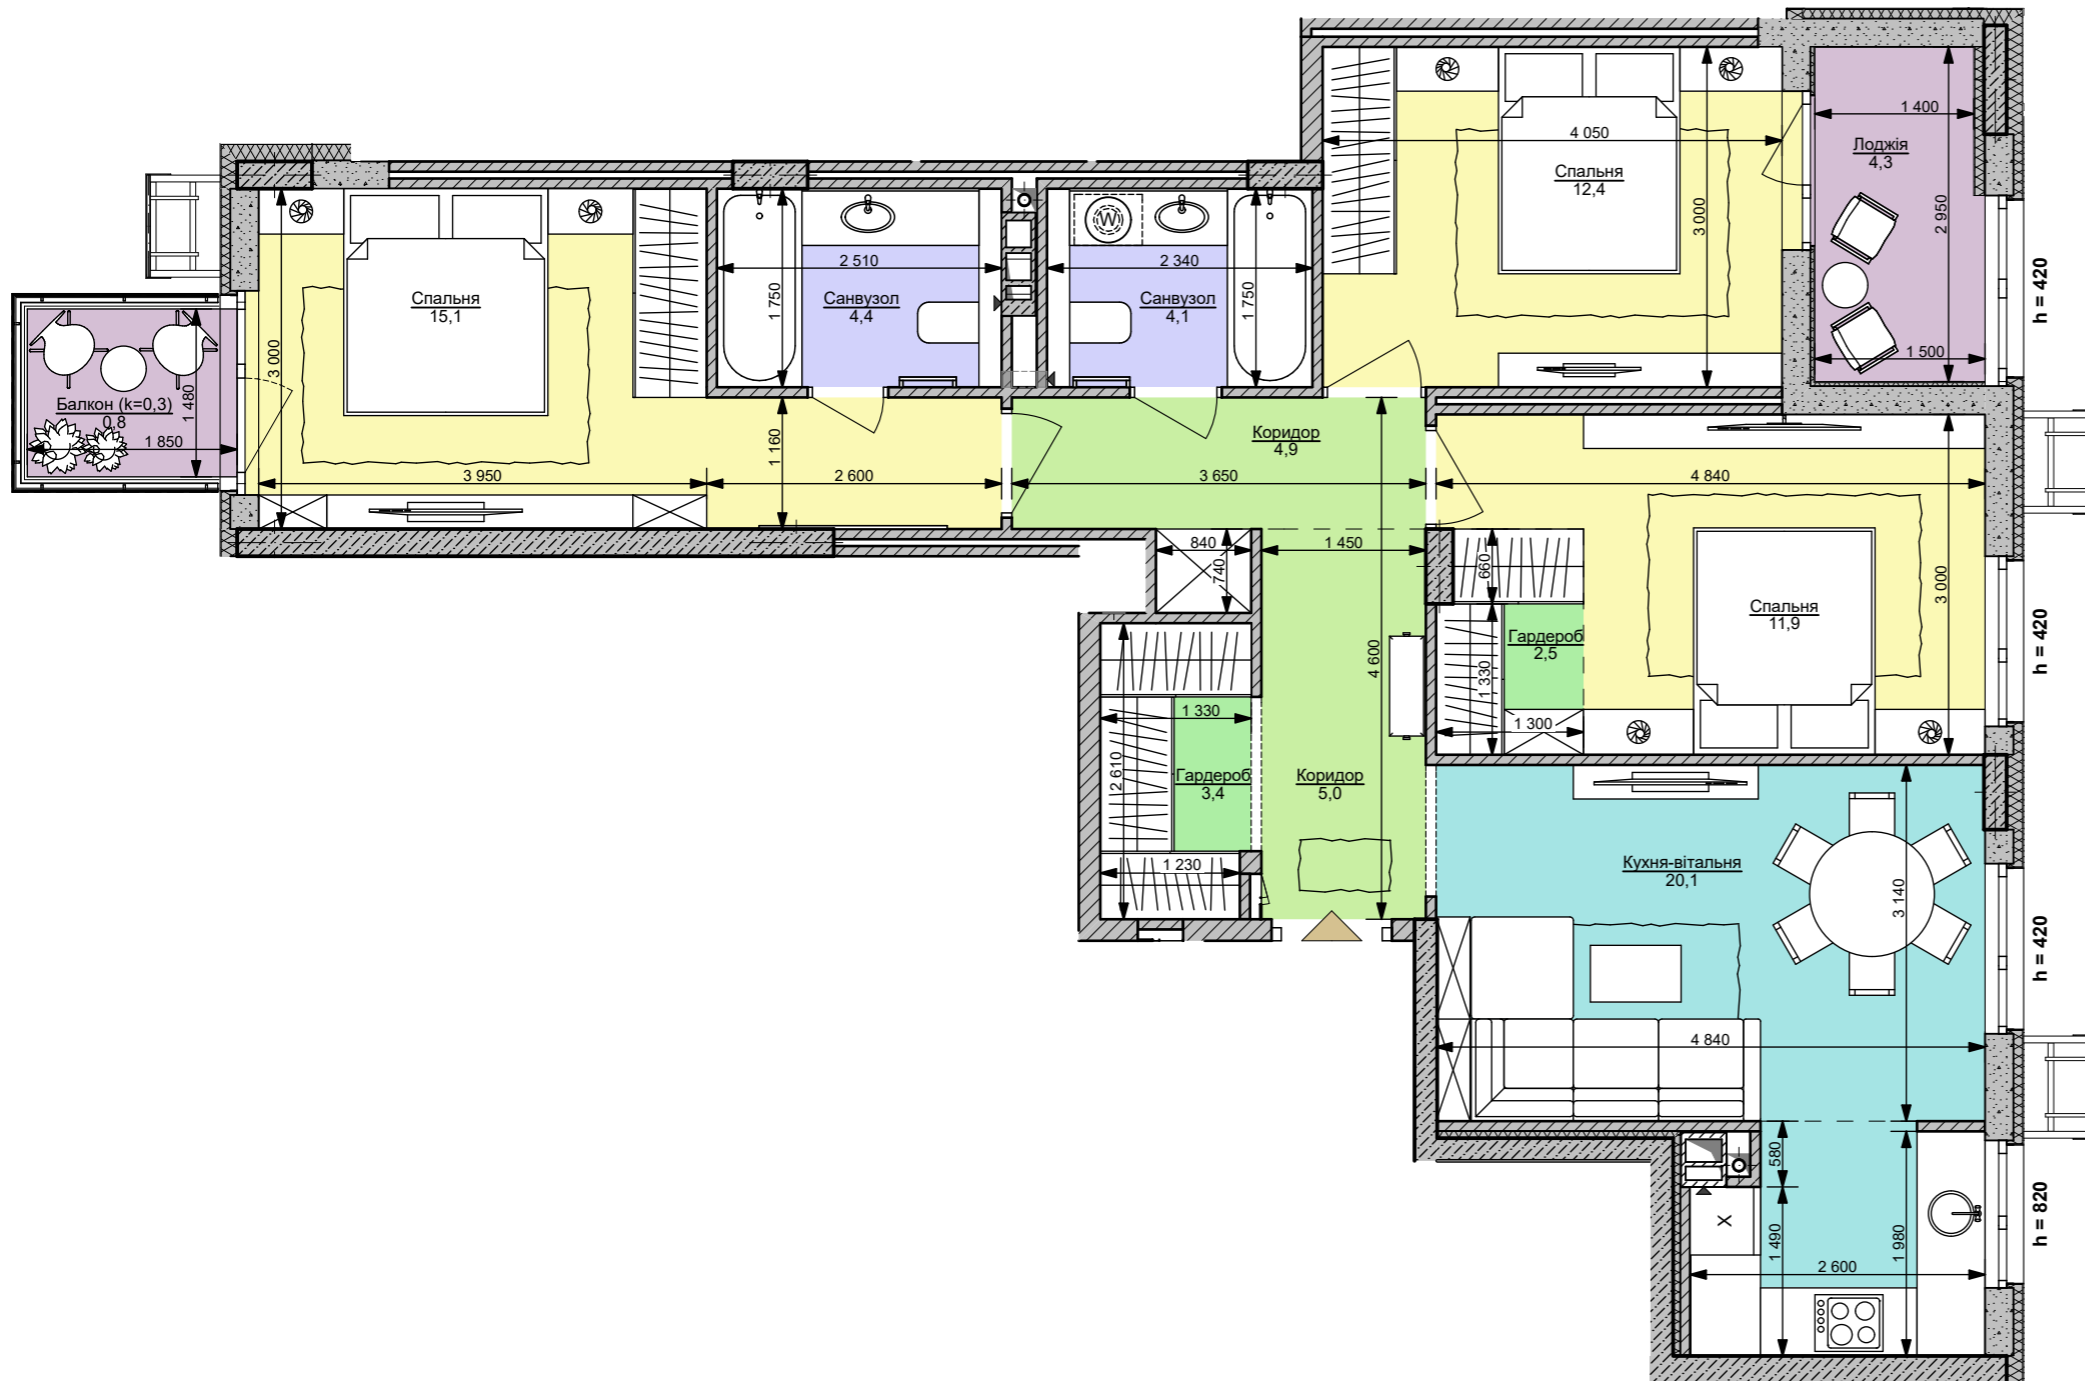 1 400
4 050
Лоджія
4,3
Спальня
12,4
3 000
2 950
h = 420
1 500
2 510
2 340
Спальня
15,1
Санвузол
4,4
1 750
Санвузол
4,1
1 750
3 000
1 480
Балкон (k=0,3)
0,8
1 850
1 160
Коридор
4,9
3 950
2 600
3 650
4 840
840
740
1 450
660
3 000
Спальня
11,9
h = 420
Гардероб
2,5
4 600
1 330
1 330
1 300
2 610
Гардероб
3,4
Коридор
5,0
1 230
Кухня-вітальня
20,1
3 140
h = 420
4 840
580
h = 820
X
1 490
1 980
2 600
W